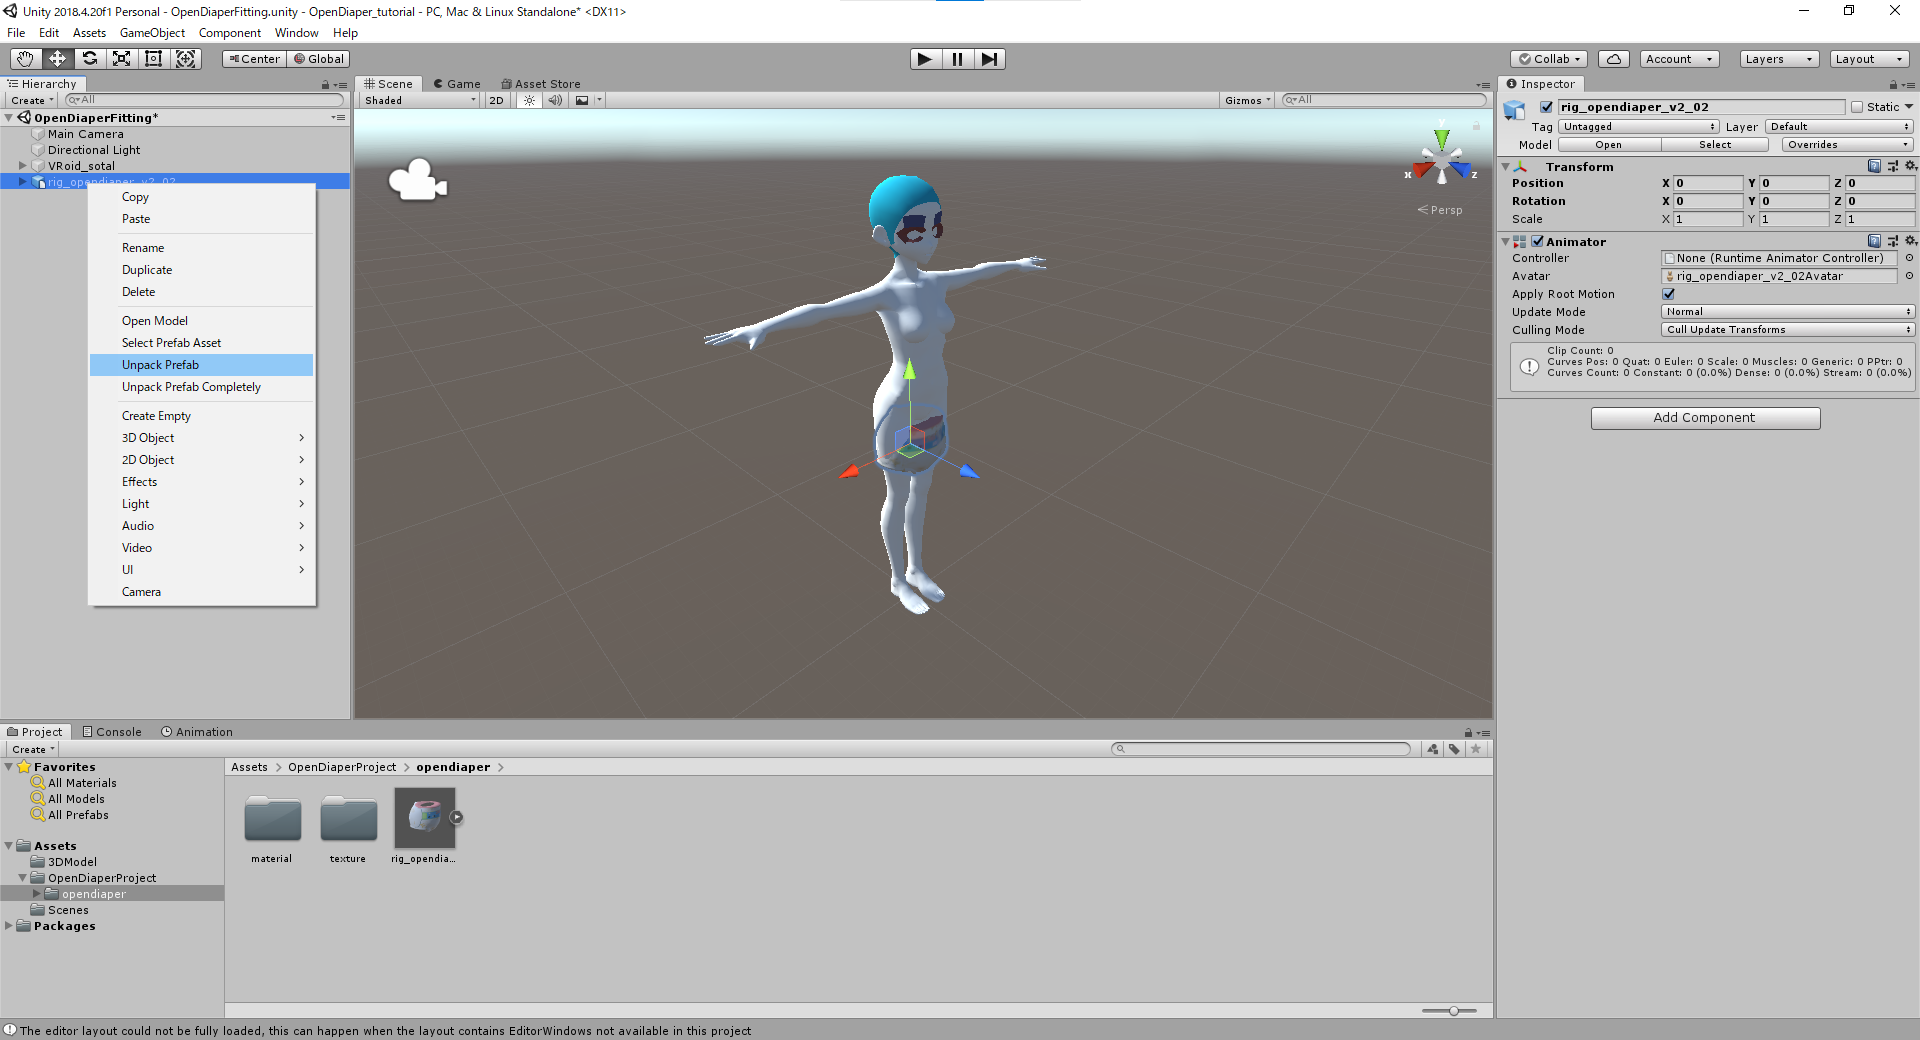 Unity 2018.4.20f1 Personal - OpenDiaperFitting.unity - OpenDiaper_tutorial - PC, Mac & Linux Standalone* <DX11>
File Edit Assets GameObject Component Window Help
Center Global
Collab Account Layers Layout
Hierarchy
Create All
OpenDiaperFitting*
Main Camera
Directional Light
VRoid_sotal
rig_opendiaper_v2_02
Copy
Paste
Rename
Duplicate
Delete
Open Model
Select Prefab Asset
Unpack Prefab
Unpack Prefab Completely
Create Empty
3D Object
2D Object
Effects
Light
Audio
Video
UI
Camera
Scene Game Asset Store
Shaded 2D Gizmos All
y
x z
Persp
Inspector
rig_opendiaper_v2_02 Static
Tag Untagged Layer Default
Model Open Select Overrides
Transform
Position X 0 Y 0 Z 0
Rotation X 0 Y 0 Z 0
Scale X 1 Y 1 Z 1
Animator
Controller None (Runtime Animator Controller)
Avatar rig_opendiaper_v2_02Avatar
Apply Root Motion
Update Mode Normal
Culling Mode Cull Update Transforms
Clip Count: 0
Curves Pos: 0 Quat: 0 Euler: 0 Scale: 0 Muscles: 0 Generic: 0 PPtr: 0
Curves Count: 0 Constant: 0 (0.0%) Dense: 0 (0.0%) Stream: 0 (0.0%)
Add Component
Project Console Animation
Create
Favorites
All Materials
All Models
All Prefabs
Assets
3DModel
OpenDiaperProject
opendiaper
Scenes
Packages
Assets > OpenDiaperProject > opendiaper >
material texture rig_opendia...
The editor layout could not be fully loaded, this can happen when the layout contains EditorWindows not available in this project